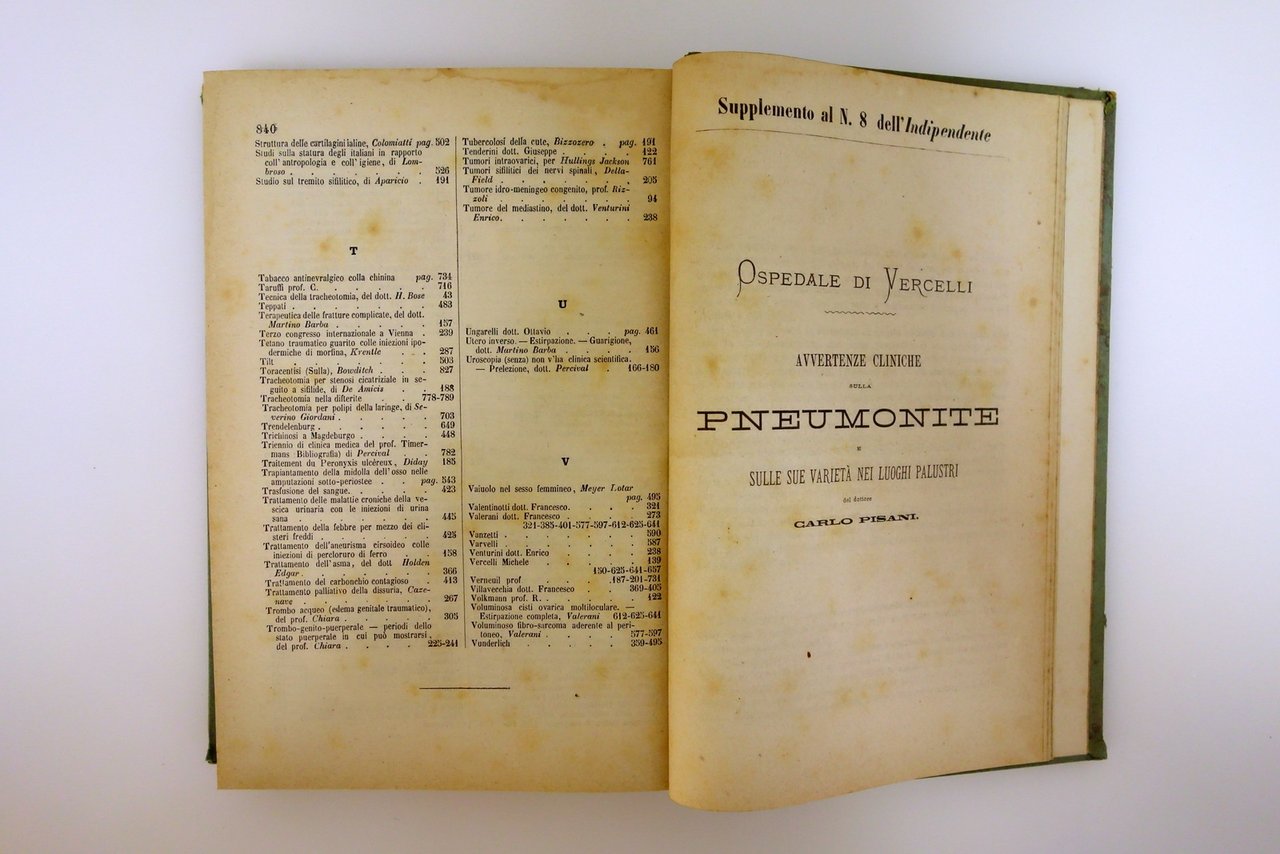 840
Struttura delle cartilagini ialine, Colomiatti pag. 502
Studi sulla statura degli italiani in rapporto
coll' antropologia e coll' igiene, di Lom-
broso . . . . . . . 526
Studio sul tremito sifilitico, di Aparicio . 191
T
Tabacco antinevralgico colla chinina pag. 734
Taruffi prof. C. . . . . . 716
Tecnica della tracheotomia, del dott. H. Bose 43
Teppati . . . . . . . 483
Terapeutica delle fratture complicate, del dott.
Martino Barba . . . . . 157
Terzo congresso internazionale a Vienna . 239
Tetano traumatico guarito colle iniezioni ipo-
dermiche di morfina, Krentle . . 287
Tilt . . . . . . . 503
Toracentisi (Sulla), Bowditch . . . 827
Tracheotomia per stenosi cicatriziale in se-
guito a sifilide, di De Amicis . . 188
Tracheotomia nella difterite . . 778-789
Tracheotomia per polipi della laringe, di Se-
verino Giordani . . . . . 703
Trendelenburg . . . . . . 649
Trichinosi a Magdeburgo . . . . 448
Triennio di clinica medica del prof. Timer-
mans (Bibliografia) di Percival . . 782
Traitement du Peronyxis ulcéreux, Diday . 185
Trapiantamento della midolla dell'osso nelle
amputazioni sotto-periostee . . pag. 543
Trasfusione del sangue. . . . . 423
Trattamento delle malattie croniche della ve-
scica urinaria con le iniezioni di urina
sana . . . . . . . 445
Trattamento della febbre per mezzo dei cli-
steri freddi . . . . . . 425
Trattamento dell'aneurisma cirsoideo colle
iniezioni di percloruro di ferro . . 158
Trattamento dell'asma, del dott Holden
Edgar . . . . . . . 366
Trattamento del carbonchio contagioso . 413
Trattamento palliativo della dissuria, Caze-
nave . . . . . . . 267
Trombo acqueo (edema genitale traumatico),
del prof. Chiara . . . . . 305
Trombo-genito-puerperale — periodi dello
stato puerperale in cui può mostrarsi,
del prof. Chiara . . . . 225-241
Tubercolosi della cute, Bizzozero . pag. 191
Tenderini dott. Giuseppe . . . . 122
Tumori intraovarici, per Hullings Jackson 761
Tumori sifilitici dei nervi spinali, Detta-
Field . . . . . . . 205
Tumore idro-meningeo congenito, prof. Riz-
zoli . . . . . . . 94
Tumore del mediastino, del dott. Venturini
Enrico. . . . . . . 238
U
Ungarelli dott. Ottavio . . . pag. 461
Utero inverso. — Estirpazione. — Guarigione,
dott. Martino Barba . . . . 156
Uroscopia (senza) non v'ha clinica scientifica.
— Prelezione, dott. Percival . 166-180
V
Vaiuolo nel sesso femmineo, Meyer Lotar
pag. 495
Valentinotti dott. Francesco. . . . 321
Valerani dott. Francesco . . . . 273
321-385-401-577-597-612-625-641
Vanzetti . . . . . . . 590
Varvelli . . . . . . . 587
Venturini dott. Enrico . . . . 238
Vercelli Michele . . . . . 139
150-625-641-657
Verneuil prof . . . .187-201-731
Villavecchia dott. Francesco . . 369-405
Volkmann prof. R. . . . . . 122
Voluminosa cisti ovarica moltiloculare. —
Estirpazione completa, Valerani 612-625-641
Voluminoso fibro-sarcoma aderente al peri-
toneo, Valerani . . . . 577-597
Vunderlich . . . . . 359-495
Supplemento al N. 8 dell'Indipendente
OSPEDALE DI VERCELLI
AVVERTENZE CLINICHE
SULLA
PNEUMONITE
E
SULLE SUE VARIETÀ NEI LUOGHI PALUSTRI
del dottore
CARLO PISANI.